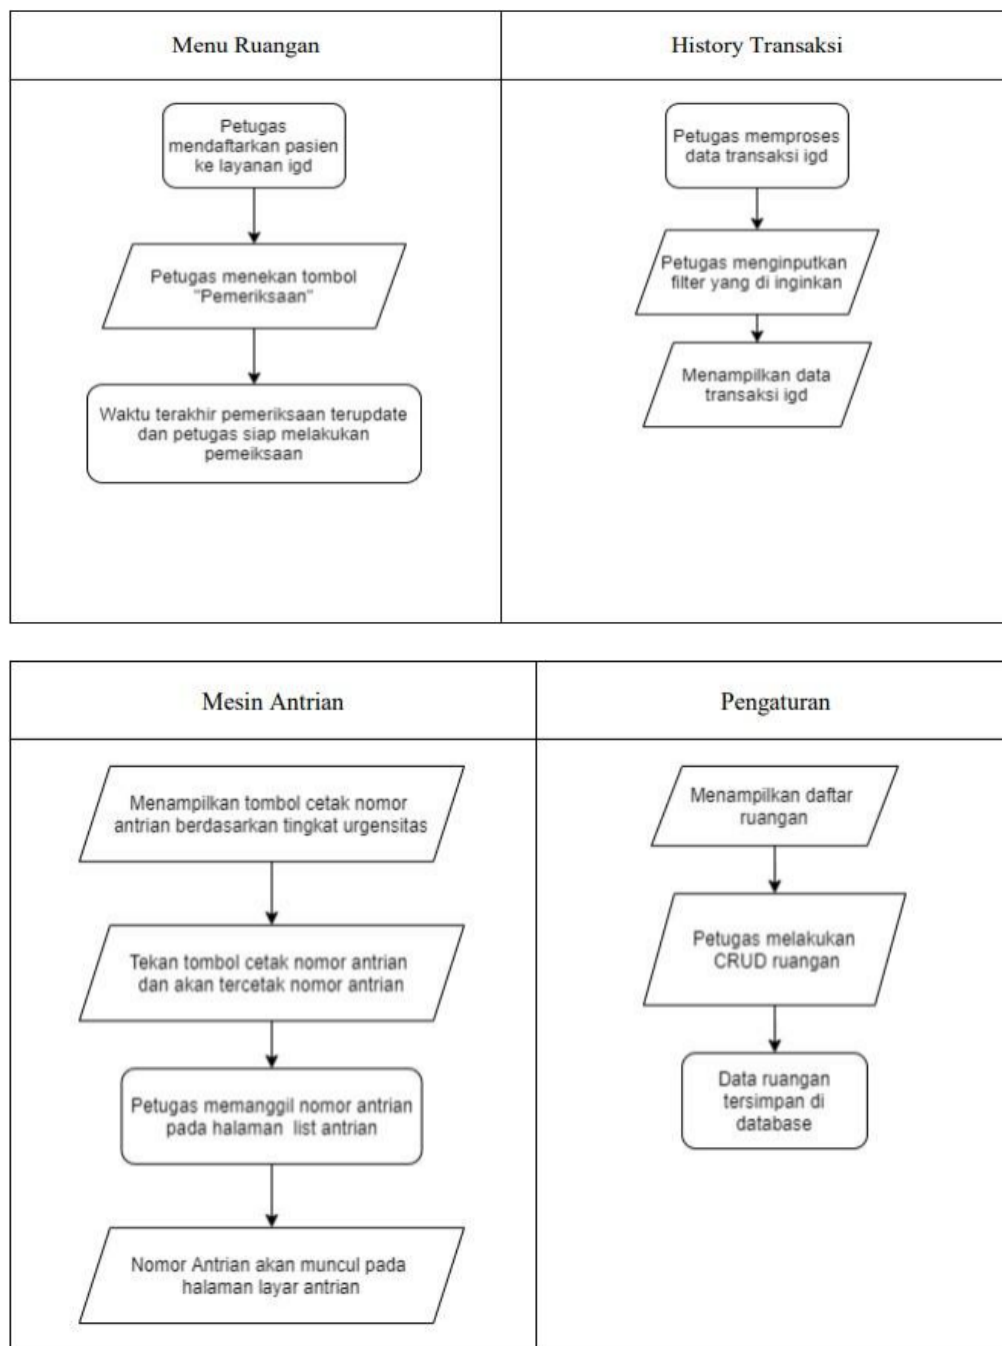 Menu Ruangan
History Transaksi
Petugas
mendaftarkan pasien
ke layanan igd
Petugas menekan tombol
"Pemeriksaan"
Waktu terakhir pemeriksaan terupdate
dan petugas siap melakukan
pemeiksaan
Petugas memproses
data transaksi igd
Petugas menginputkan
filter yang di inginkan
Menampilkan data
transaksi igd
Mesin Antrian
Pengaturan
Menampilkan tombol cetak nomor
antrian berdasarkan tingkat urgensitas
Tekan tombol cetak nomor antrian
dan akan tercetak nomor antrian
Petugas memanggil nomor antrian
pada halaman list antrian
Nomor Antrian akan muncul pada
halaman layar antrian
Menampilkan daftar
ruangan
Petugas melakukan
CRUD ruangan
Data ruangan
tersimpan di
database